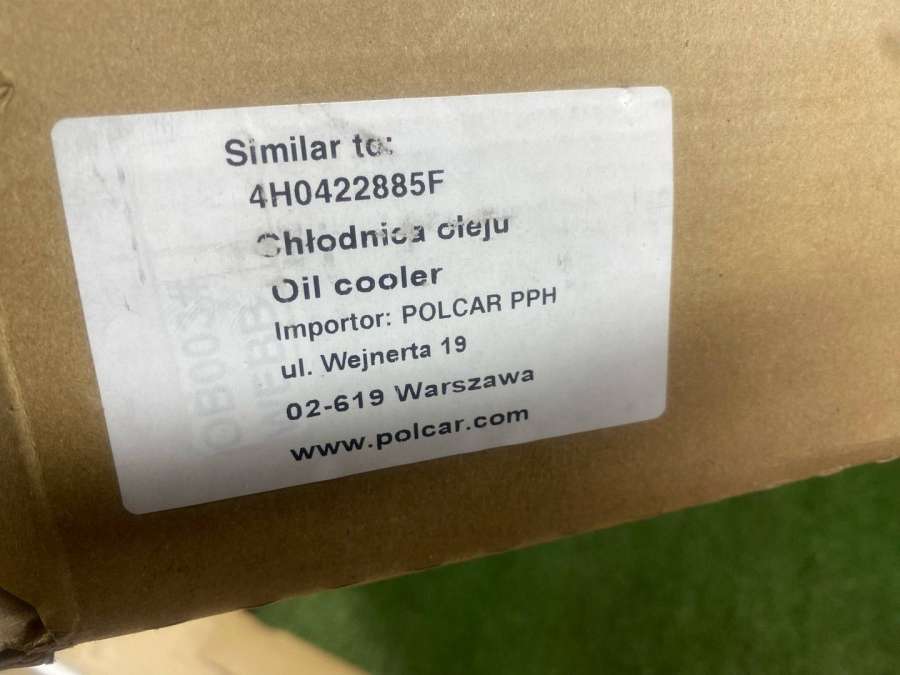 Similar to:
4H0422885F
Chłodnica oleju
Oil cooler
Importor: POLCAR PPH
ul. Wejnerta 19
02-619 Warszawa
www.polcar.com